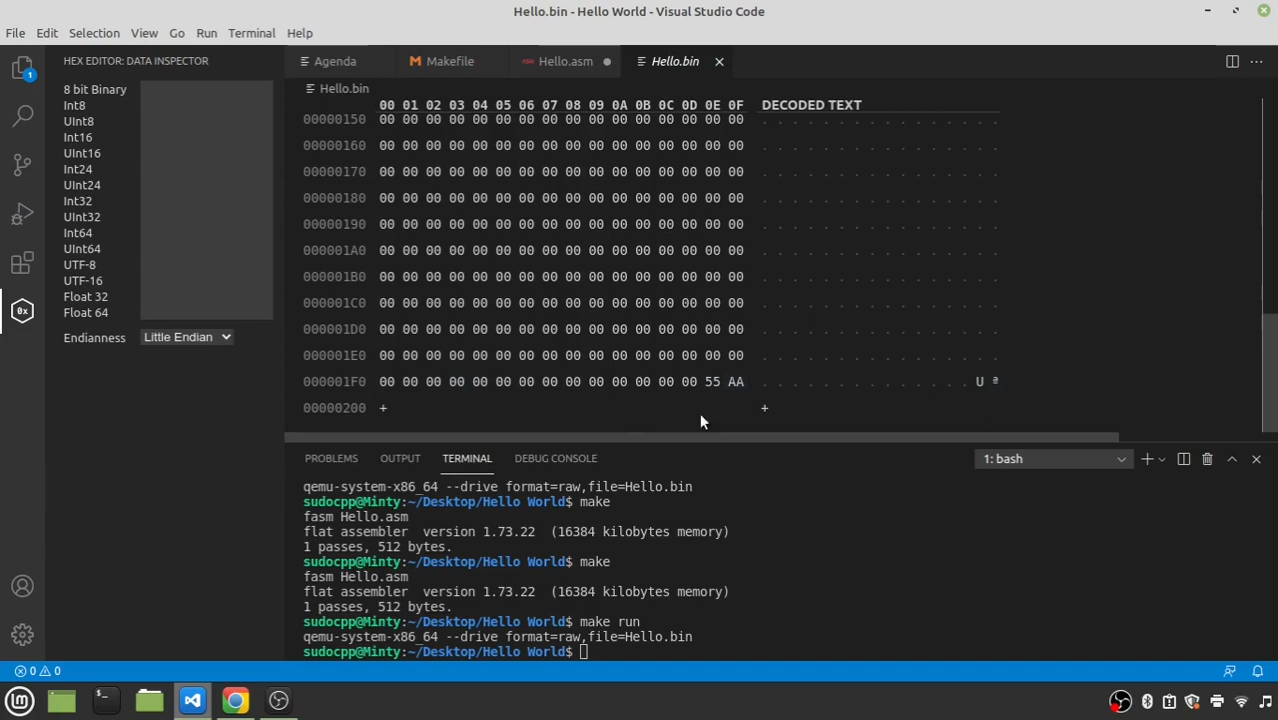 Hello.bin - Hello World - Visual Studio Code
File Edit Selection View Go Run Terminal Help
HEX EDITOR: DATA INSPECTOR
Agenda
Makefile
ASM Hello.asm
Hello.bin
1
Hello.bin
8 bit Binary
Int8
UInt8
Int16
UInt16
Int24
UInt24
Int32
UInt32
Int64
UInt64
UTF-8
UTF-16
Float 32
Float 64
Endianness Little Endian
0x
00 01 02 03 04 05 06 07 08 09 0A 0B 0C 0D 0E 0F DECODED TEXT
00000150 00 00 00 00 00 00 00 00 00 00 00 00 00 00 00 00 . . . . . . . . . . . . . . . .
00000160 00 00 00 00 00 00 00 00 00 00 00 00 00 00 00 00 . . . . . . . . . . . . . . . .
00000170 00 00 00 00 00 00 00 00 00 00 00 00 00 00 00 00 . . . . . . . . . . . . . . . .
00000180 00 00 00 00 00 00 00 00 00 00 00 00 00 00 00 00 . . . . . . . . . . . . . . . .
00000190 00 00 00 00 00 00 00 00 00 00 00 00 00 00 00 00 . . . . . . . . . . . . . . . .
000001A0 00 00 00 00 00 00 00 00 00 00 00 00 00 00 00 00 . . . . . . . . . . . . . . . .
000001B0 00 00 00 00 00 00 00 00 00 00 00 00 00 00 00 00 . . . . . . . . . . . . . . . .
000001C0 00 00 00 00 00 00 00 00 00 00 00 00 00 00 00 00 . . . . . . . . . . . . . . . .
000001D0 00 00 00 00 00 00 00 00 00 00 00 00 00 00 00 00 . . . . . . . . . . . . . . . .
000001E0 00 00 00 00 00 00 00 00 00 00 00 00 00 00 00 00 . . . . . . . . . . . . . . . .
000001F0 00 00 00 00 00 00 00 00 00 00 00 00 00 00 55 AA . . . . . . . . . . . . . . U ª
00000200 + +
PROBLEMS OUTPUT TERMINAL DEBUG CONSOLE 1: bash
qemu-system-x86_64 --drive format=raw,file=Hello.bin
sudocpp@Minty:~/Desktop/Hello World$ make
fasm Hello.asm
flat assembler  version 1.73.22  (16384 kilobytes memory)
1 passes, 512 bytes.
sudocpp@Minty:~/Desktop/Hello World$ make
fasm Hello.asm
flat assembler  version 1.73.22  (16384 kilobytes memory)
1 passes, 512 bytes.
sudocpp@Minty:~/Desktop/Hello World$ make run
qemu-system-x86_64 --drive format=raw,file=Hello.bin
sudocpp@Minty:~/Desktop/Hello World$
0 0